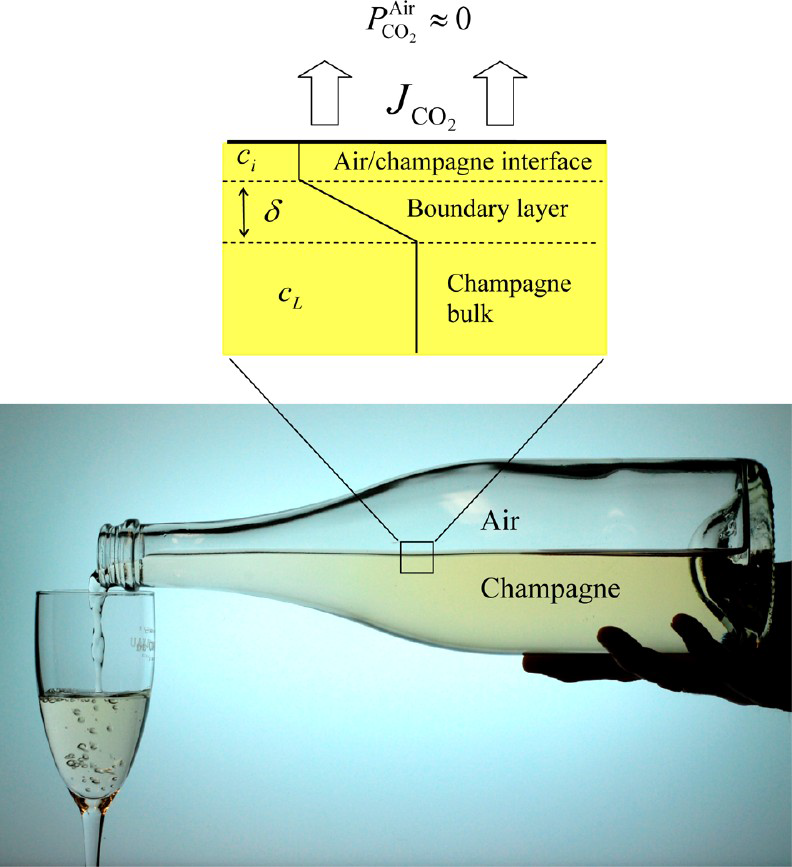 P_CO₂^Air ≈ 0
J_CO₂
c_i
Air/champagne interface
δ
Boundary layer
c_L
Champagne
bulk
Air
Champagne